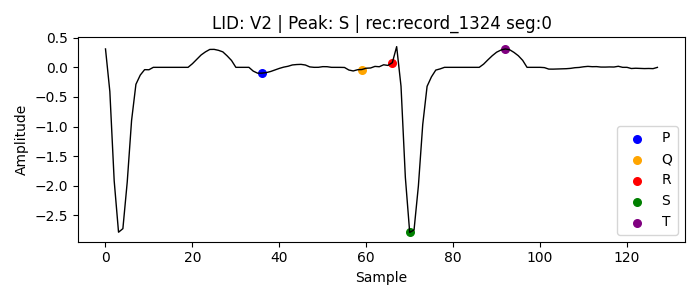 LID: V2 | Peak: S | rec:record_1324 seg:0
Amplitude
0.5
0.0
−0.5
−1.0
−1.5
−2.0
−2.5
0 20 40 60 80 100 120
Sample
P
Q
R
S
T